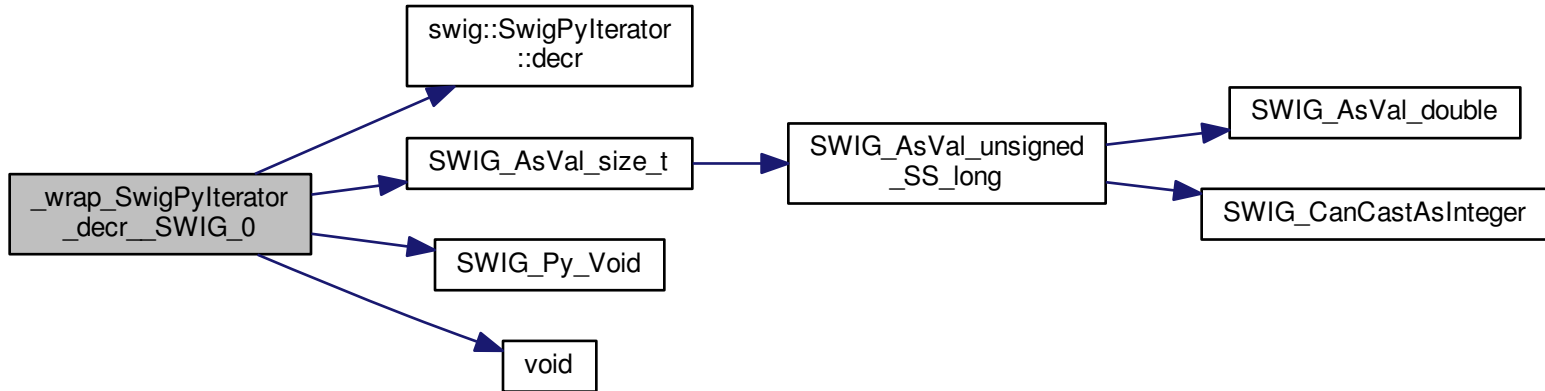 _wrap_SwigPyIterator
_decr__SWIG_0
swig::SwigPyIterator
::decr
SWIG_AsVal_size_t
SWIG_Py_Void
void
SWIG_AsVal_unsigned
_SS_long
SWIG_AsVal_double
SWIG_CanCastAsInteger